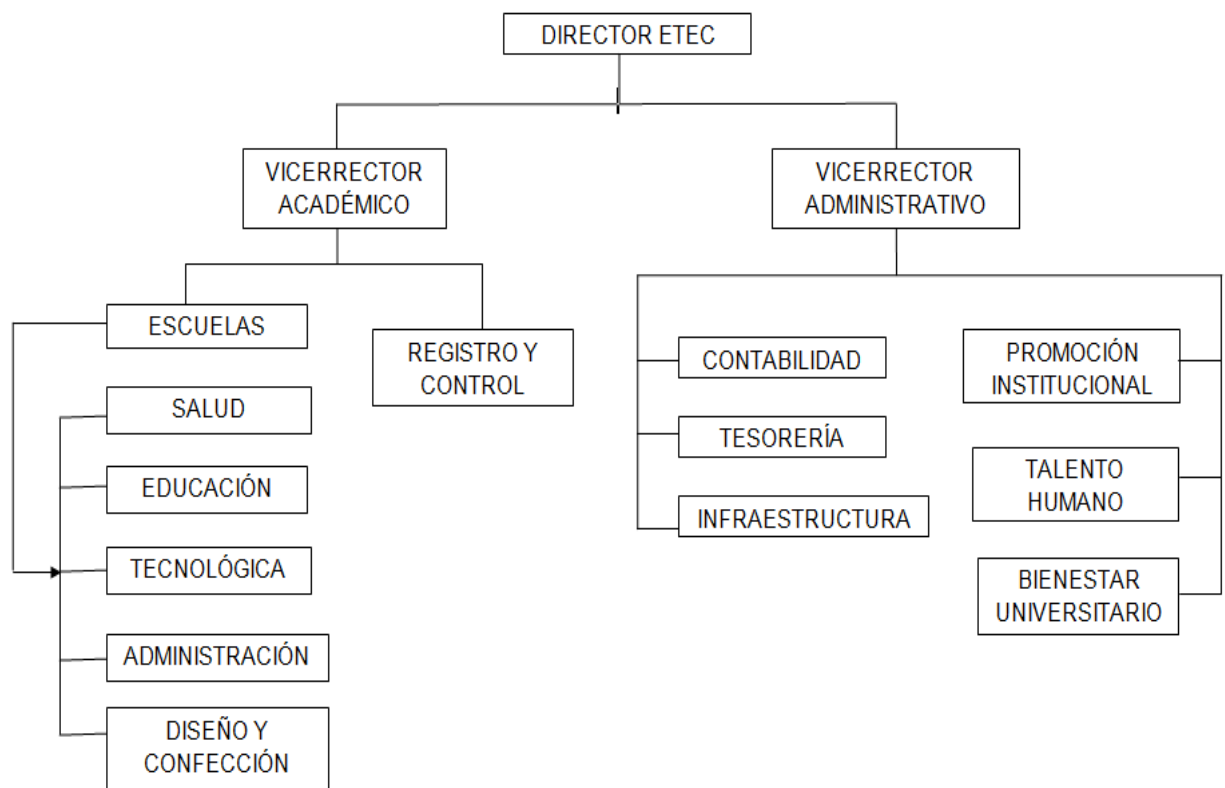 DIRECTOR ETEC
VICERRECTOR
ACADÉMICO
VICERRECTOR
ADMINISTRATIVO
ESCUELAS
REGISTRO Y
CONTROL
SALUD
EDUCACIÓN
TECNOLÓGICA
ADMINISTRACIÓN
DISEÑO Y
CONFECCIÓN
CONTABILIDAD
TESORERÍA
INFRAESTRUCTURA
PROMOCIÓN
INSTITUCIONAL
TALENTO
HUMANO
BIENESTAR
UNIVERSITARIO